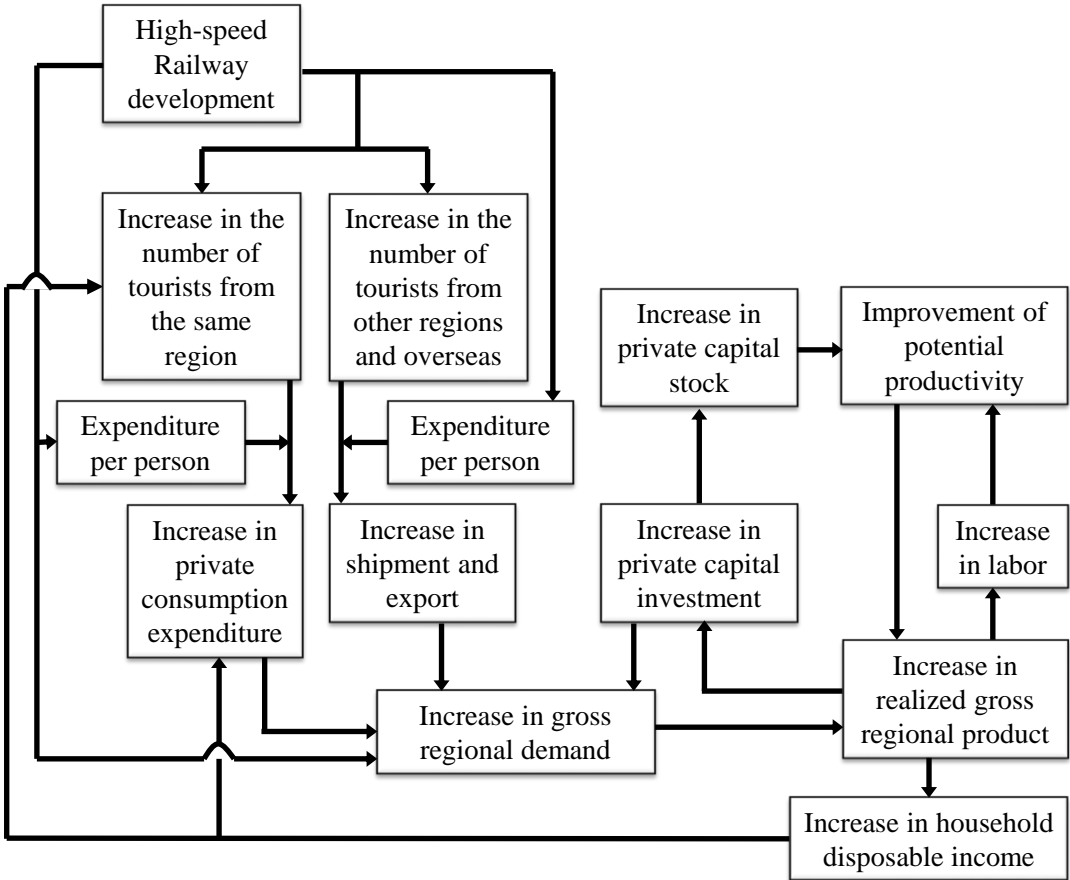 High-speed
Railway
development
Increase in the
number of
tourists from
the same
region
Increase in the
number of
tourists from
other regions
and overseas
Increase in
private capital
stock
Improvement of
potential
productivity
Expenditure
per person
Expenditure
per person
Increase in
private
consumption
expenditure
Increase in
shipment and
export
Increase in
private capital
investment
Increase
in labor
Increase in gross
regional demand
Increase in
realized gross
regional product
Increase in household
disposable income